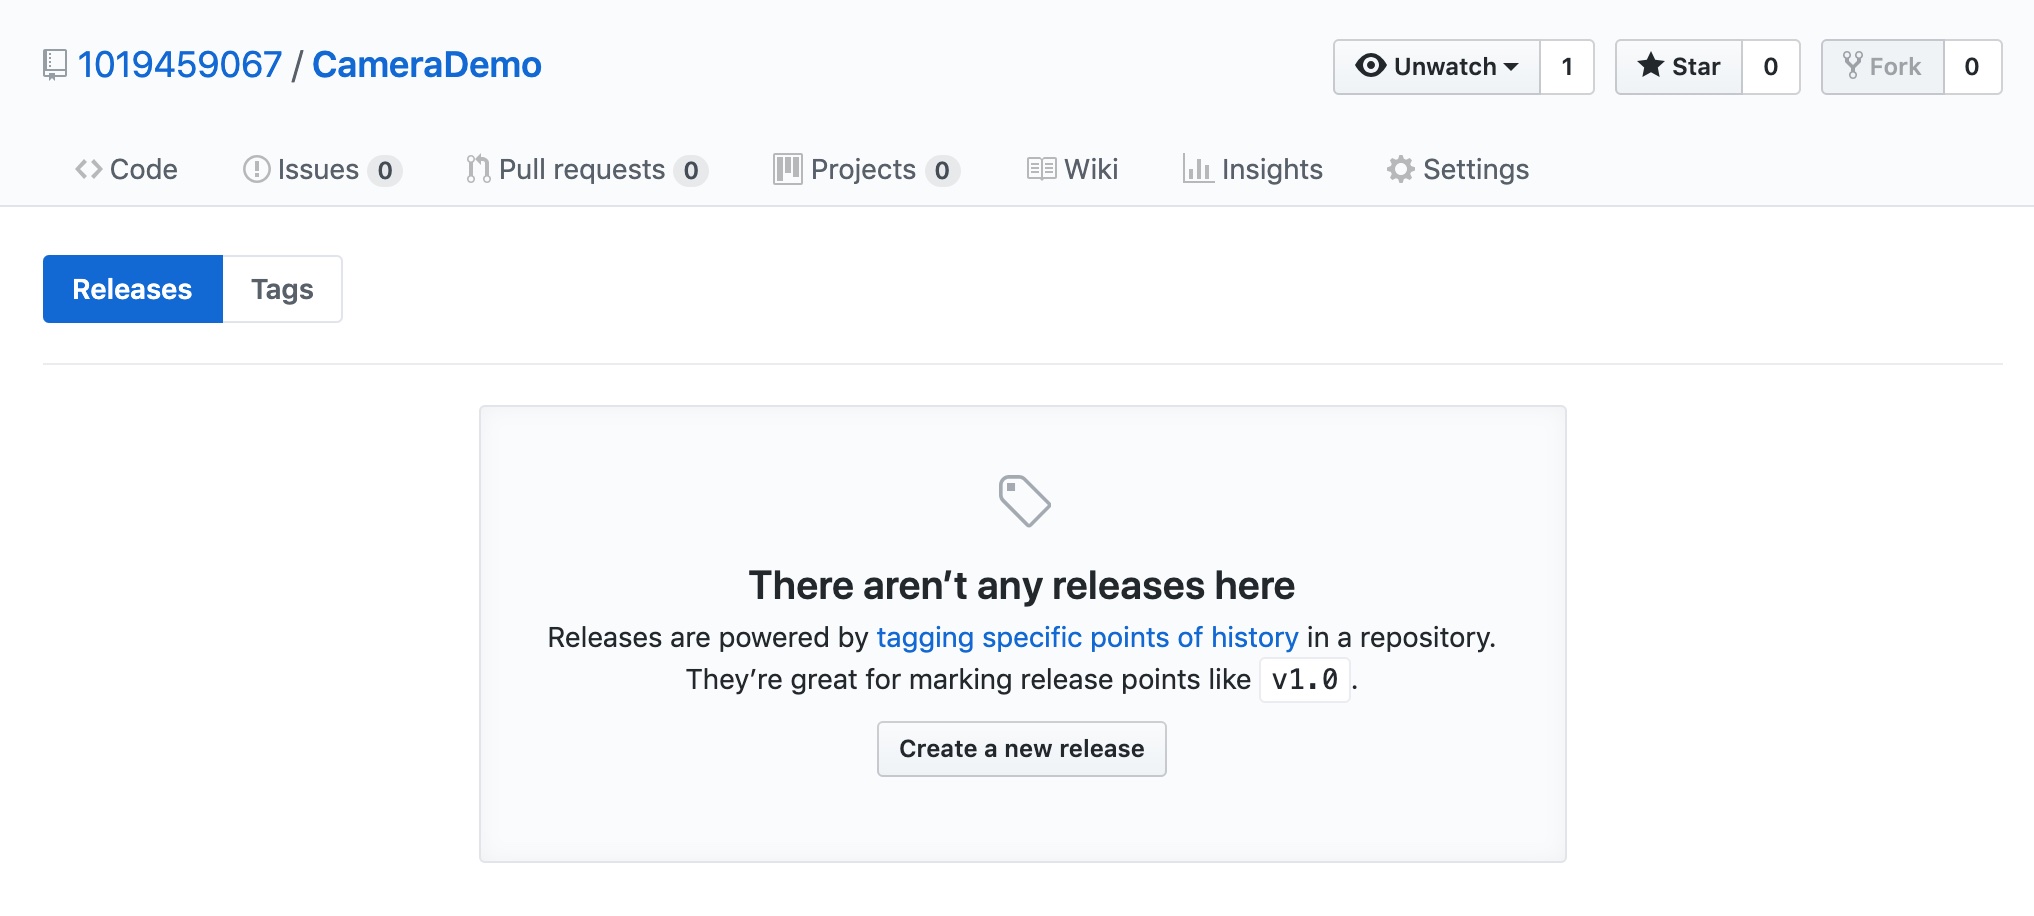 1019459067 / CameraDemo
Unwatch 1 Star 0 Fork 0
Code Issues 0 Pull requests 0 Projects 0 Wiki Insights Settings
Releases Tags
There aren’t any releases here
Releases are powered by tagging specific points of history in a repository.
They’re great for marking release points like v1.0.
Create a new release